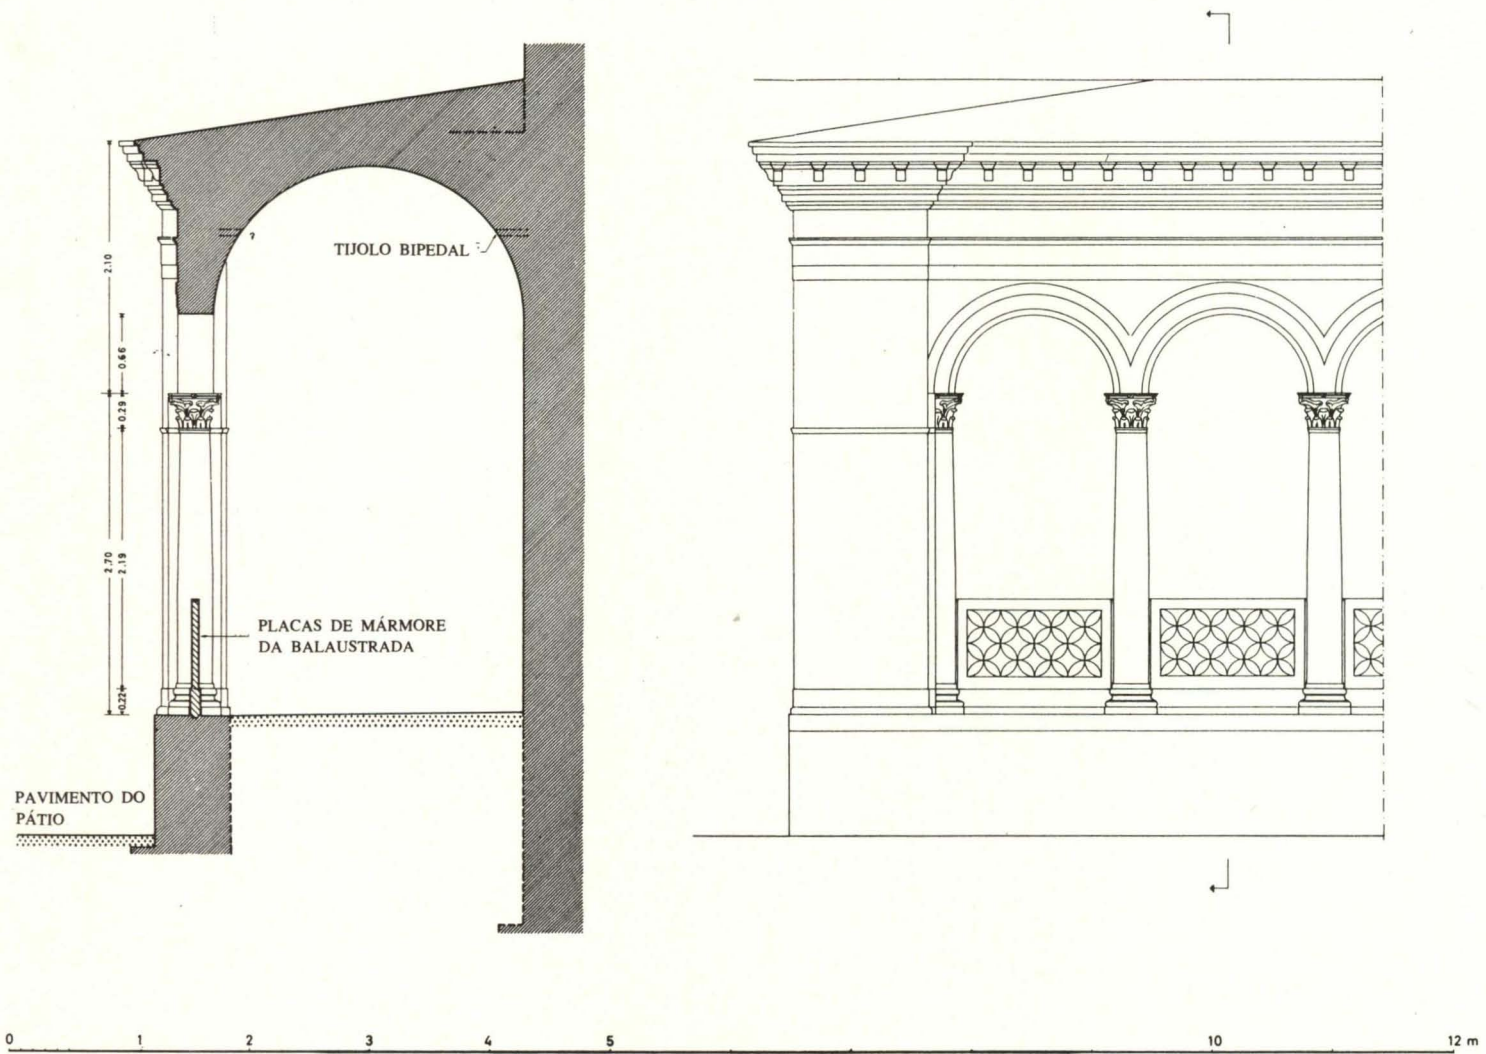 TIJOLO BIPEDAL
?
2.10
0.66
0.29
2.70
2.19
0.22
PLACAS DE MÁRMORE
DA BALAUSTRADA
PAVIMENTO DO
PÁTIO
0 1 2 3 4 5 10 12 m